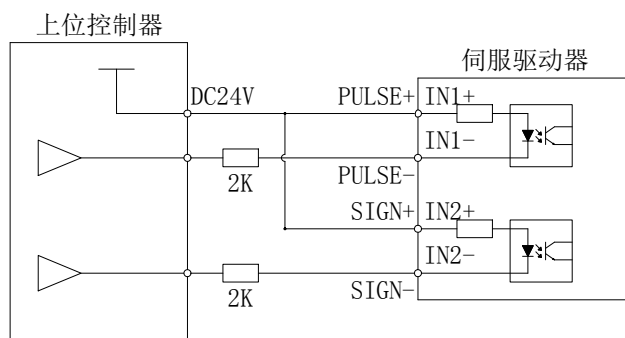 上位控制器
伺服驱动器
DC24V
PULSE+
IN1+
IN1-
2K
PULSE-
SIGN+
IN2+
IN2-
2K
SIGN-